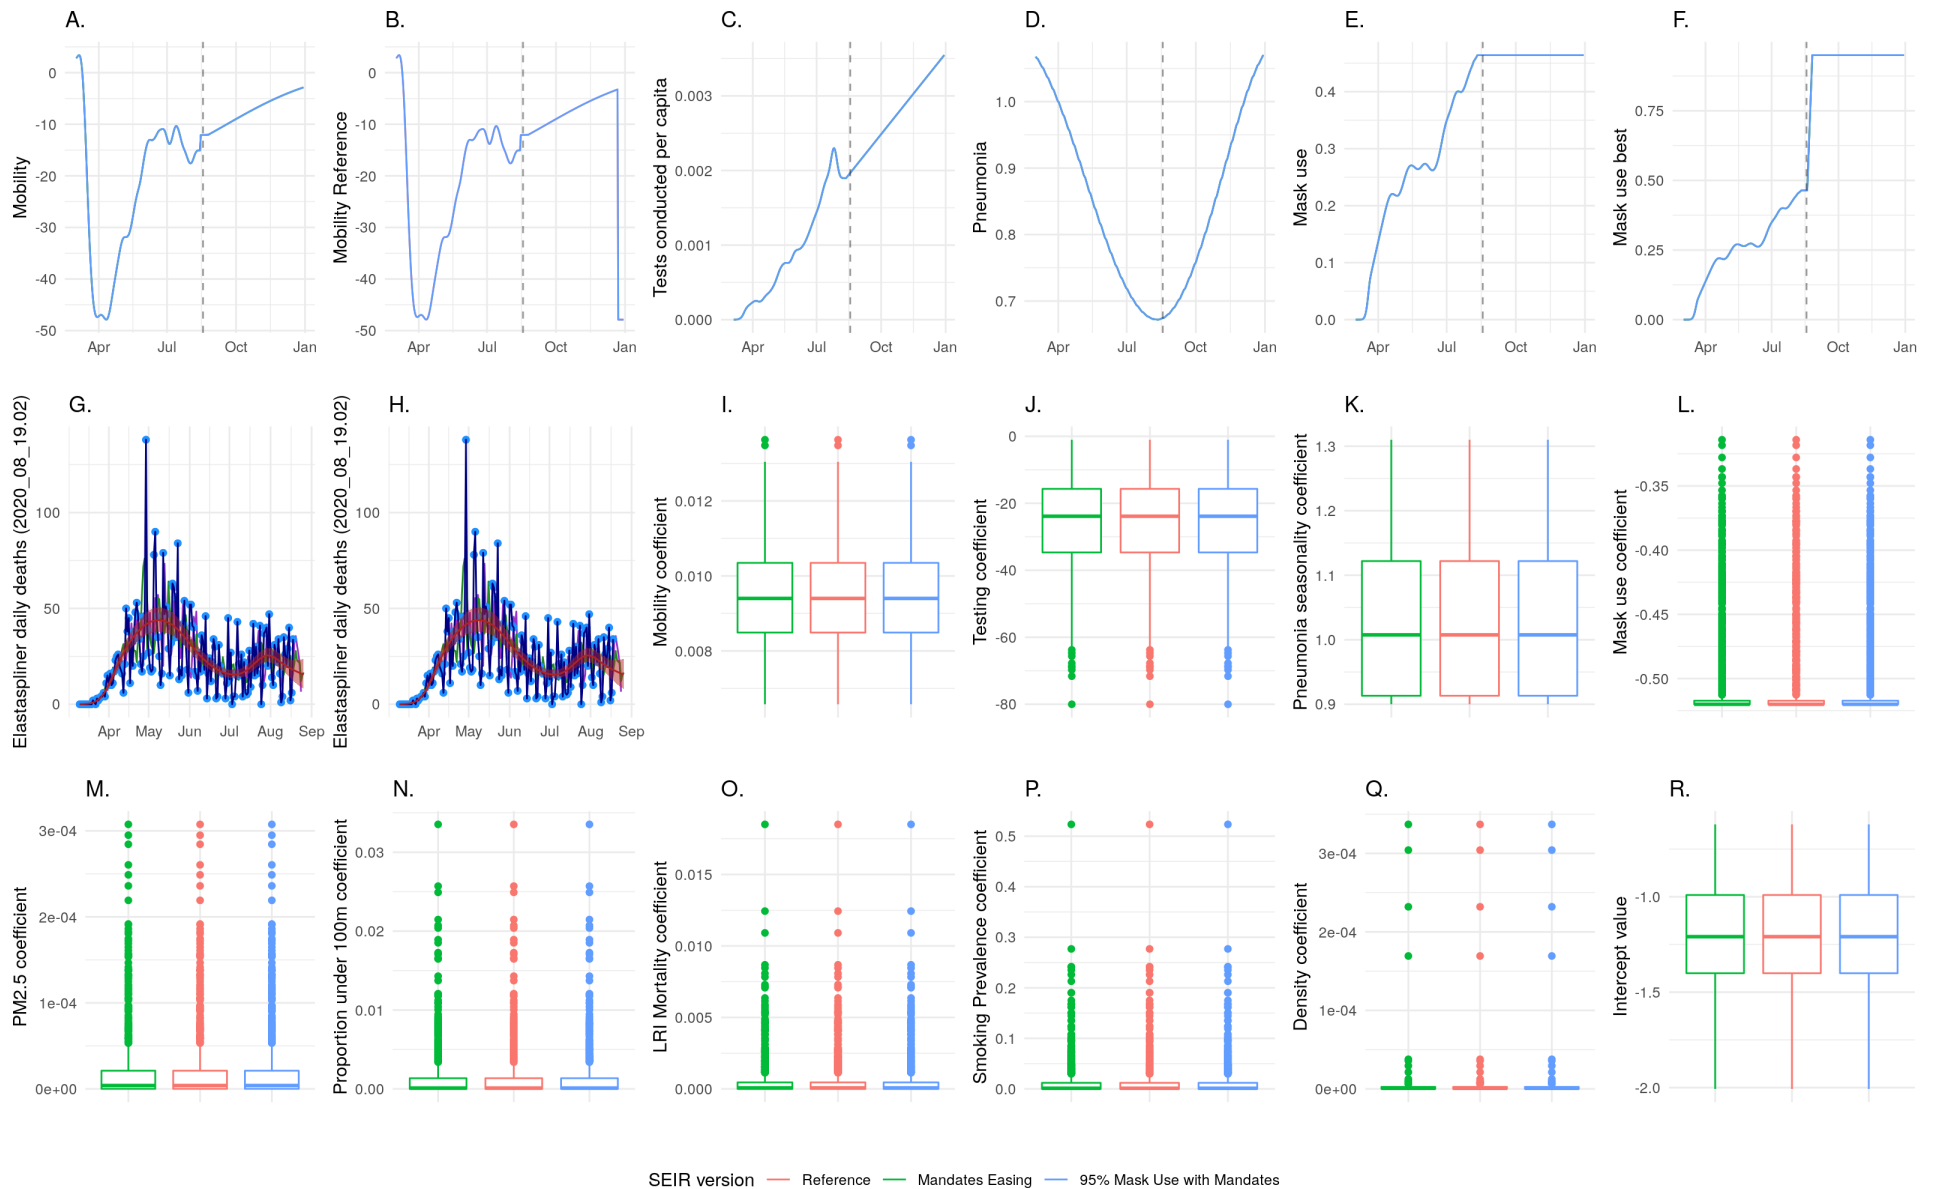 A.
B.
C.
D.
E.
F.
Mobility
0
-10
-20
-30
-40
-50
Apr Jul Oct Jan
Mobility Reference
0
-10
-20
-30
-40
-50
Apr Jul Oct Jan
Tests conducted per capita
0.003
0.002
0.001
0.000
Apr Jul Oct Jan
Pneumonia
1.0
0.9
0.8
0.7
Apr Jul Oct Jan
Mask use
0.4
0.3
0.2
0.1
0.0
Apr Jul Oct Jan
Mask use best
0.75
0.50
0.25
0.00
Apr Jul Oct Jan
G.
H.
I.
J.
K.
L.
Elastaspliner daily deaths (2020_08_19.02)
100
50
0
Apr May Jun Jul Aug Sep
Elastaspliner daily deaths (2020_08_19.02)
100
50
0
Apr May Jun Jul Aug Sep
Mobility coefficient
0.012
0.010
0.008
Testing coefficient
0
-20
-40
-60
-80
Pneumonia seasonality coefficient
1.3
1.2
1.1
1.0
0.9
Mask use coefficient
-0.35
-0.40
-0.45
-0.50
M.
N.
O.
P.
Q.
R.
PM2.5 coefficient
3e-04
2e-04
1e-04
0e+00
Proportion under 100m coefficient
0.03
0.02
0.01
0.00
LRI Mortality coefficient
0.015
0.010
0.005
0.000
Smoking Prevalence coefficient
0.5
0.4
0.3
0.2
0.1
0.0
Density coefficient
3e-04
2e-04
1e-04
0e+00
Intercept value
-1.0
-1.5
-2.0
SEIR version Reference Mandates Easing 95% Mask Use with Mandates